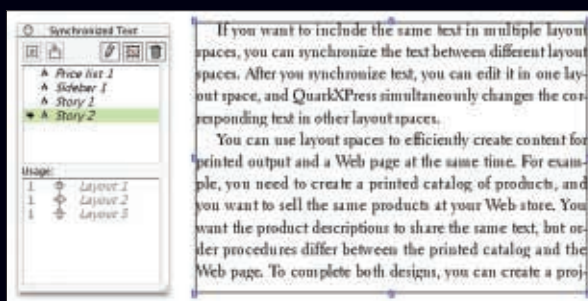 Synchronized Text
A Price list 1
A Sidebar 1
A Story 1
A Story 2
Usage:
1 Layout 1
1 Layout 2
1 Layout 3
If you want to include the same text in multiple layout
spaces, you can synchronize the text between different layout
spaces. After you synchronize text, you can edit it in one lay-
out space, and QuarkXPress simultaneously changes the cor-
responding text in other layout spaces.
You can use layout spaces to efficiently create content for
printed output and a Web page at the same time. For exam-
ple, you need to create a printed catalog of products, and
you want to sell the same products at your Web store. You
want the product descriptions to share the same text, but or-
der procedures differ between the printed catalog and the
Web page. To complete both designs, you can create a proj-